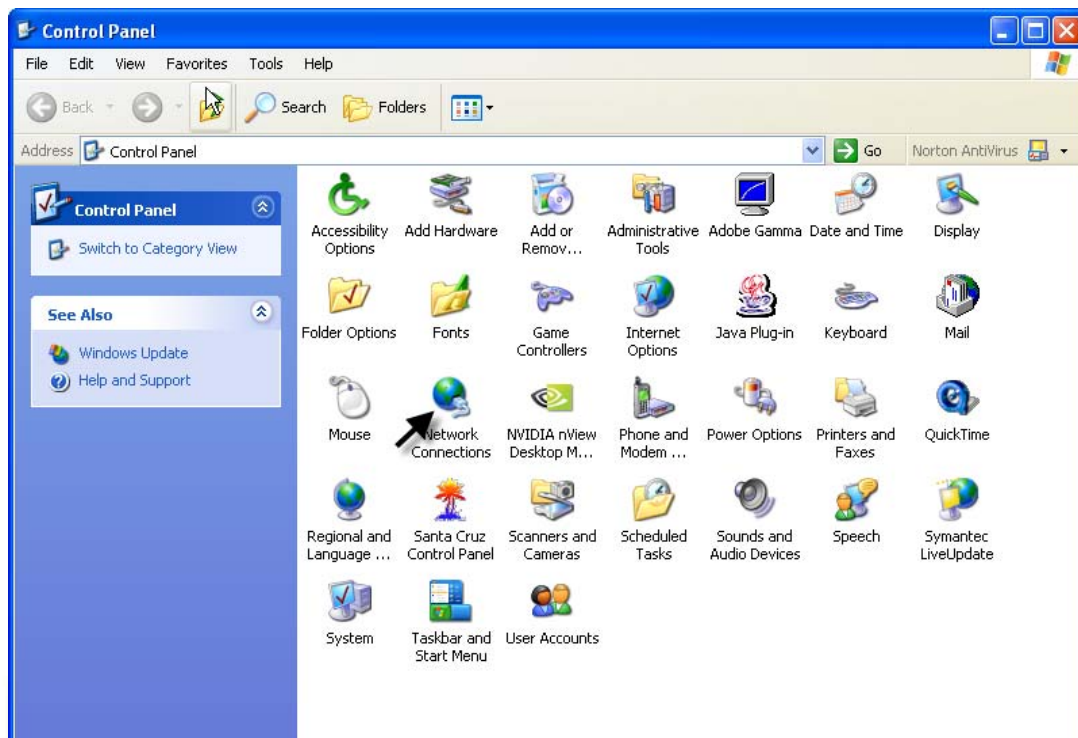 Control Panel
File Edit View Favorites Tools Help
Back Search Folders
Address Control Panel Go Norton AntiVirus
Control Panel
Switch to Category View
See Also
Windows Update
Help and Support
Accessibility Options
Add Hardware
Add or Remov...
Administrative Tools
Adobe Gamma
Date and Time
Display
Folder Options
Fonts
Game Controllers
Internet Options
Java Plug-in
Keyboard
Mail
Mouse
Network Connections
NVIDIA nView Desktop M...
Phone and Modem ...
Power Options
Printers and Faxes
QuickTime
Regional and Language ...
Santa Cruz Control Panel
Scanners and Cameras
Scheduled Tasks
Sounds and Audio Devices
Speech
Symantec LiveUpdate
System
Taskbar and Start Menu
User Accounts